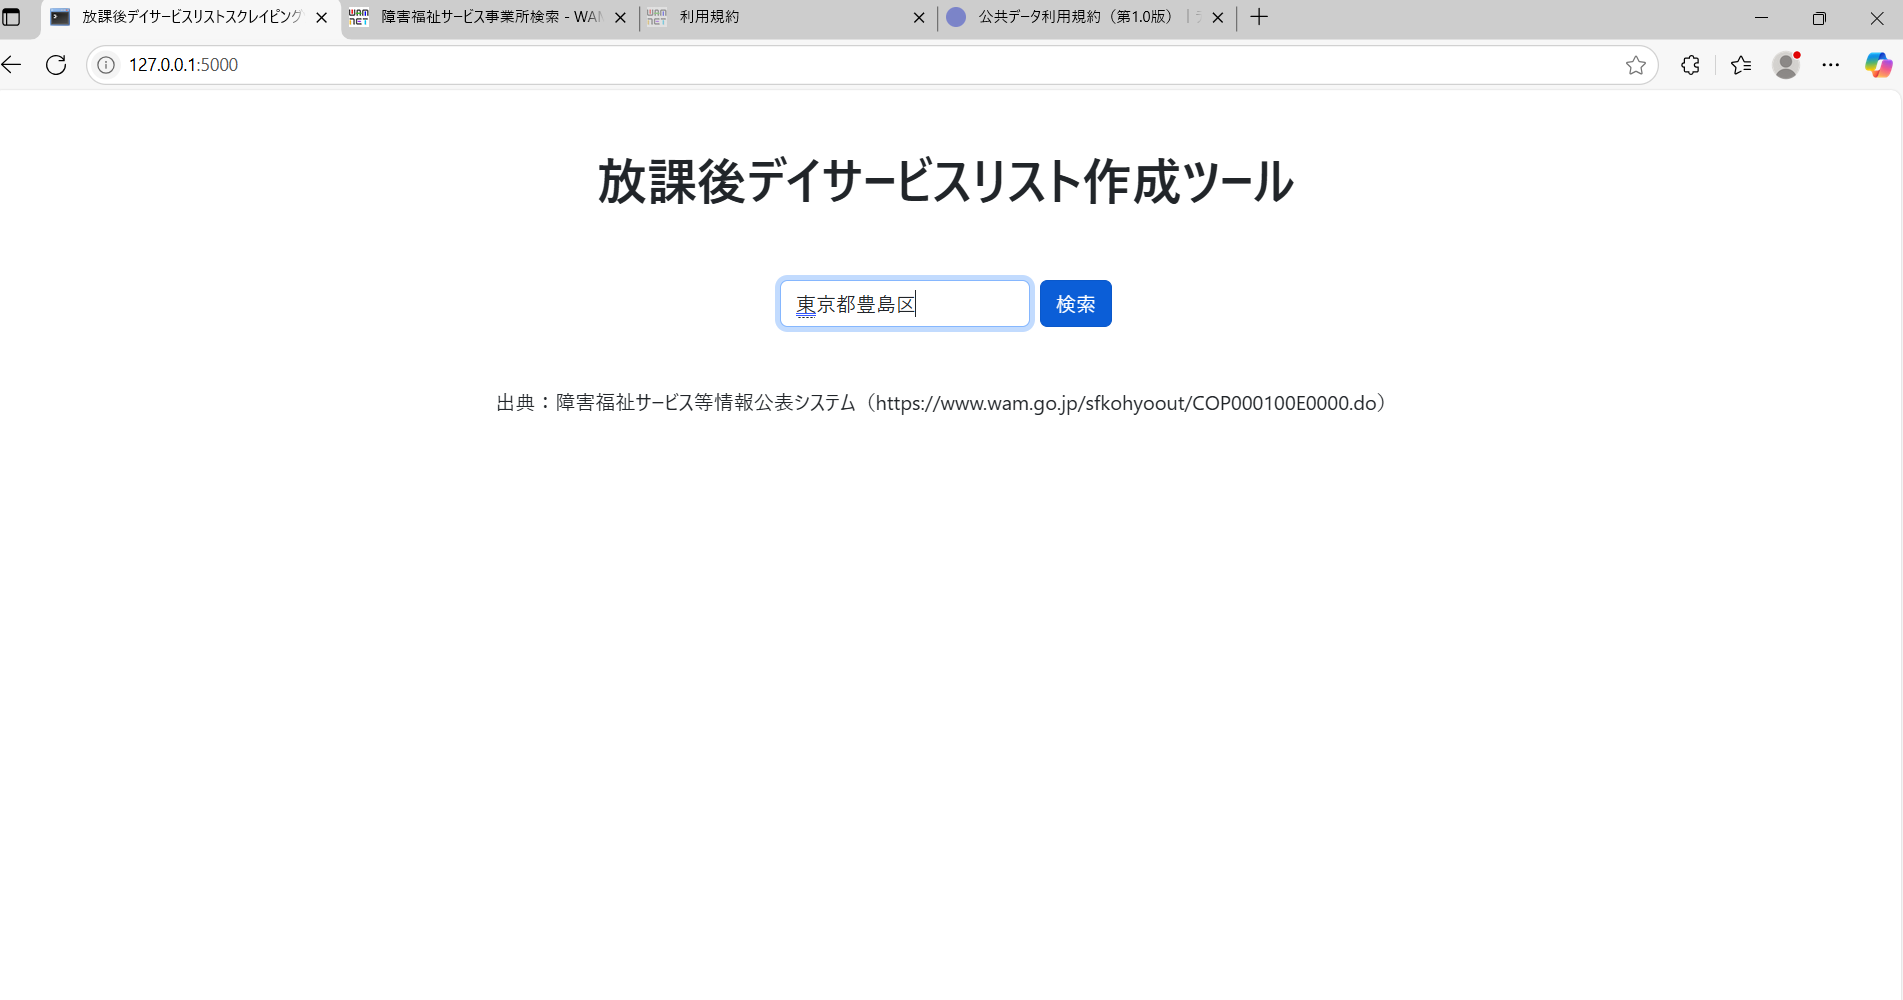 放課後デイサービスリストスクレイピング
障害福祉サービス事業所検索 - WAM
利用規約
公共データ利用規約（第1.0版）｜デ
127.0.0.1:5000
放課後デイサービスリスト作成ツール
東京都豊島区
検索
出典：障害福祉サービス等情報公表システム（https://www.wam.go.jp/sfkohyoout/COP000100E0000.do）